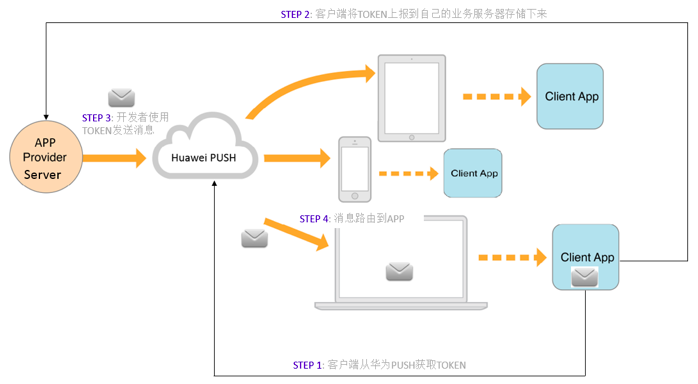 STEP 2: 客户端将TOKEN上报到自己的业务服务器存储下来
STEP 3: 开发者使用
TOKEN发送消息
APP
Provider
Server
Huawei PUSH
Client App
Client App
STEP 4: 消息路由到APP
Client App
STEP 1: 客户端从华为PUSH获取TOKEN